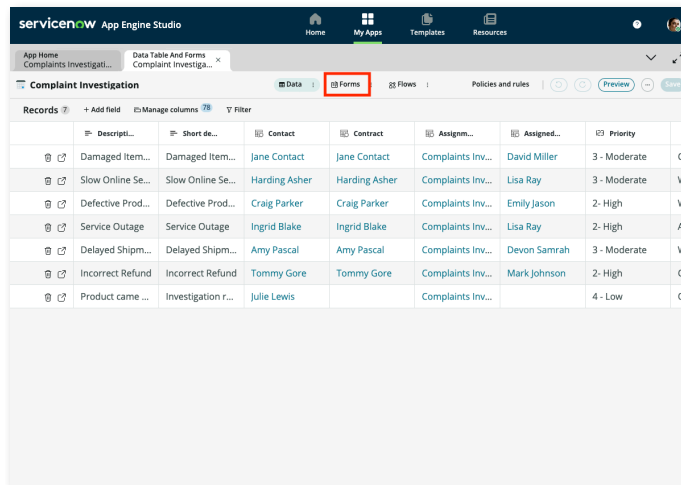 servicenow App Engine Studio
Home My Apps Templates Resources
App Home Data Table And Forms
Complaints Investigati... Complaint Investiga...
Complaint Investigation Data Forms Flows Policies and rules Preview Save
Records 7 + Add field Manage columns 78 Filter
Descripti... Short de... Contact Contract Assignm... Assigned... Priority
Damaged Item... Damaged Item... Jane Contact Jane Contact Complaints Inv... David Miller 3 - Moderate
Slow Online Se... Slow Online Se... Harding Asher Harding Asher Complaints Inv... Lisa Ray 3 - Moderate
Defective Prod... Defective Prod... Craig Parker Craig Parker Complaints Inv... Emily Jason 2- High
Service Outage Service Outage Ingrid Blake Ingrid Blake Complaints Inv... Lisa Ray 2- High
Delayed Shipm... Delayed Shipm... Amy Pascal Amy Pascal Complaints Inv... Devon Samrah 3 - Moderate
Incorrect Refund Incorrect Refund Tommy Gore Tommy Gore Complaints Inv... Mark Johnson 2- High
Product came ... Investigation r... Julie Lewis Complaints Inv... 4 - Low